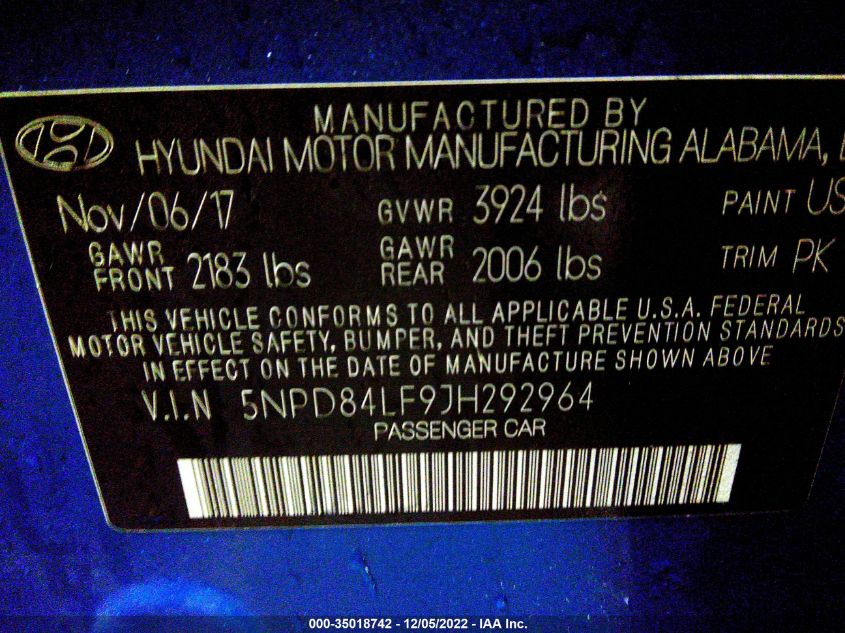 MANUFACTURED BY
HYUNDAI MOTOR MANUFACTURING ALABAMA,
Nov/06/17 GVWR 3924 lbs PAINT US
GAWR FRONT 2183 lbs GAWR REAR 2006 lbs TRIM PK
THIS VEHICLE CONFORMS TO ALL APPLICABLE U.S.A. FEDERAL
MOTOR VEHICLE SAFETY, BUMPER, AND THEFT PREVENTION STANDARDS
IN EFFECT ON THE DATE OF MANUFACTURE SHOWN ABOVE
V.I.N 5NPD84LF9JH292964
PASSENGER CAR
000-35018742 - 12/05/2022 - IAA Inc.